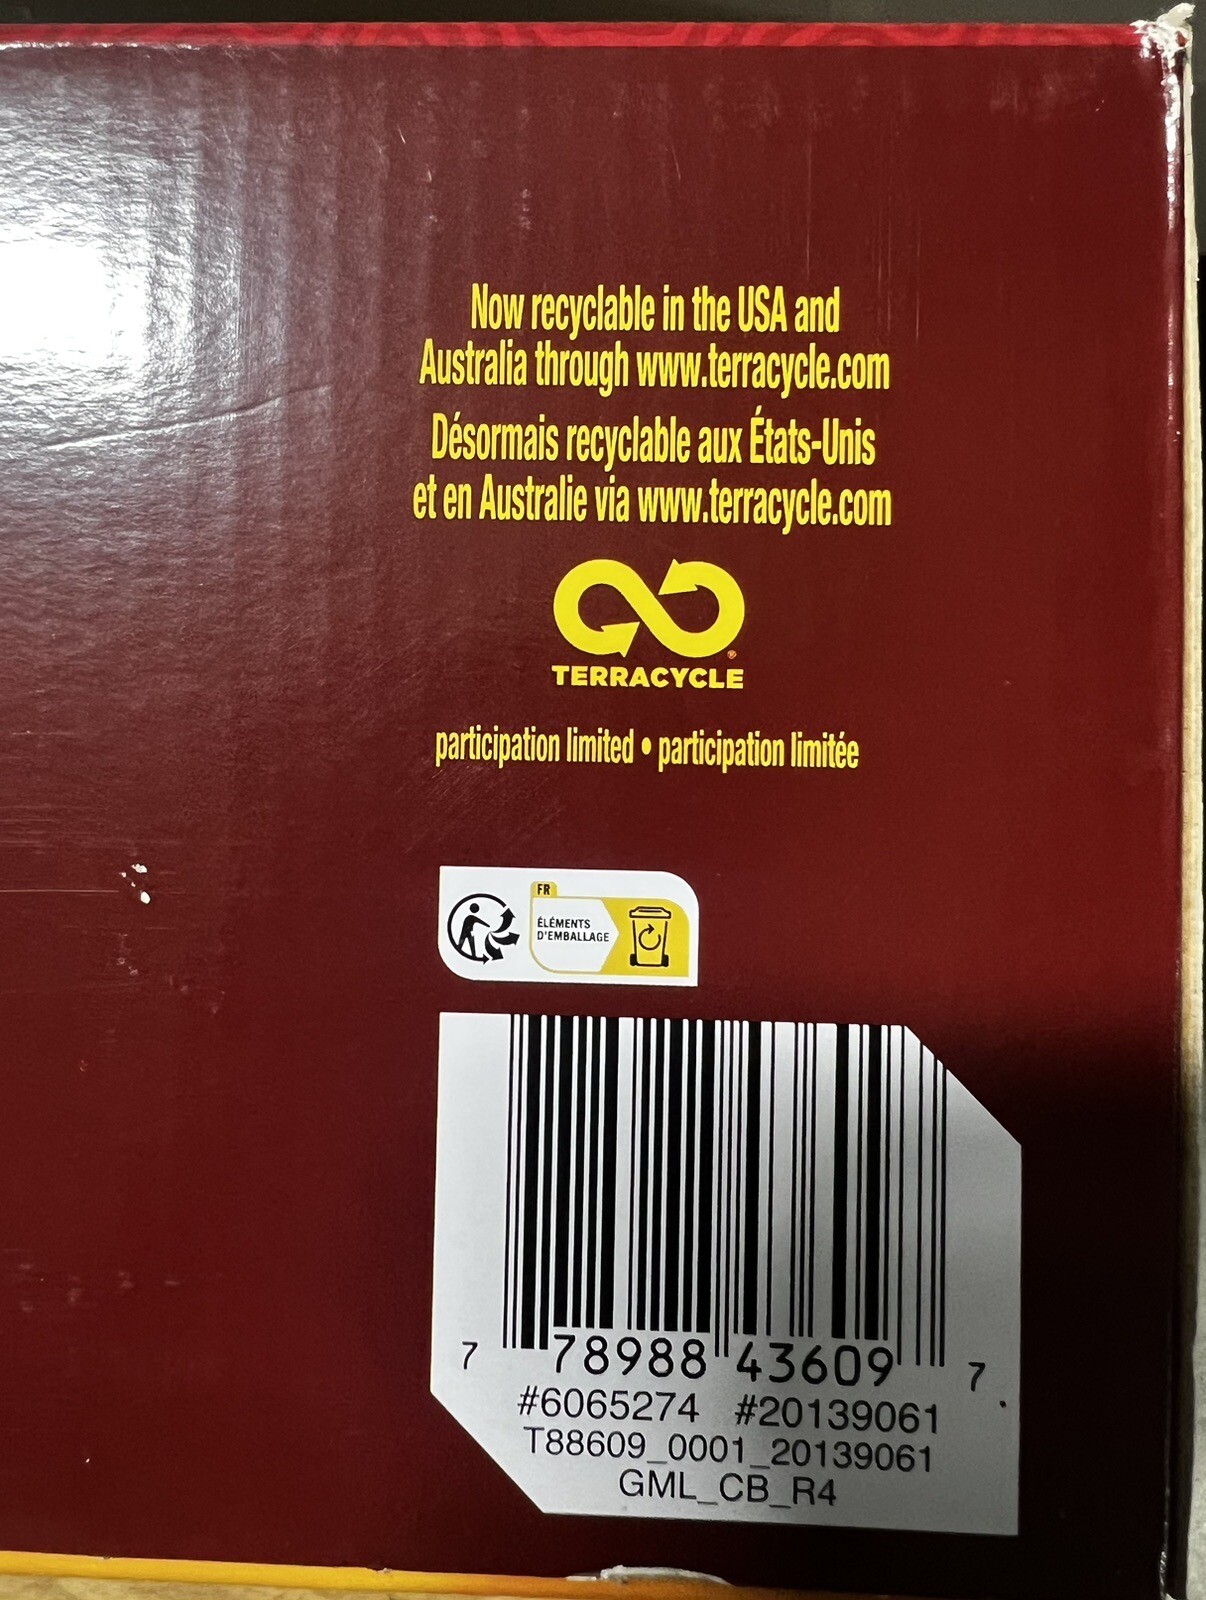 Now recyclable in the USA and
Australia through www.terracycle.com
Désormais recyclable aux États-Unis
et en Australie via www.terracycle.com
TERRACYCLE®
participation limited • participation limitée
FR
ÉLÉMENTS
D'EMBALLAGE
7 78988 43609 7
#6065274 #20139061
T88609_0001_20139061
GML_CB_R4